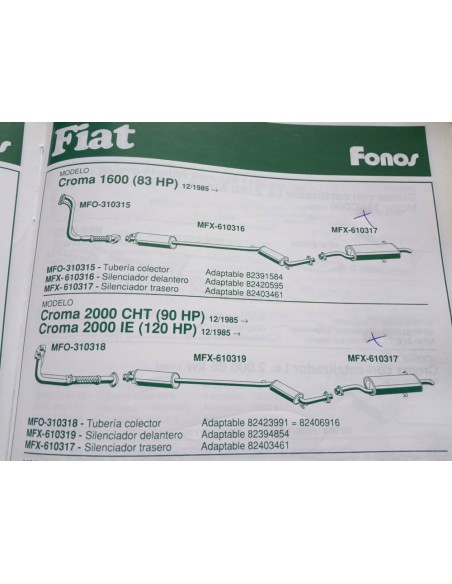 Fiat
Fonos
MODELO
Croma 1600 (83 HP) 12/1985 →
MFO-310315
MFX-610316
MFX-610317
MFO-310315 - Tubería colector Adaptable 82391584
MFX-610316 - Silenciador delantero Adaptable 82420595
MFX-610317 - Silenciador trasero Adaptable 82403461
MODELO
Croma 2000 CHT (90 HP) 12/1985 →
Croma 2000 IE (120 HP) 12/1985 →
MFO-310318
MFX-610319
MFX-610317
MFO-310318 - Tubería colector Adaptable 82423991 = 82406916
MFX-610319 - Silenciador delantero Adaptable 82394854
MFX-610317 - Silenciador trasero Adaptable 82403461